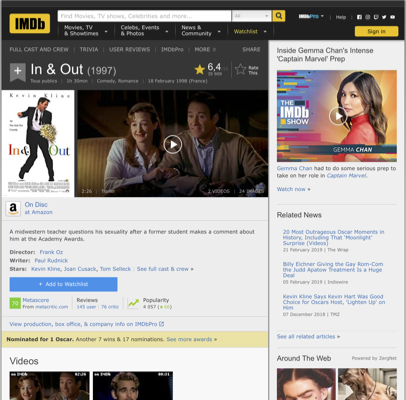 IMDb
Find Movies, TV shows, Celebrities and more...
All
IMDbPro
Help
Movies, TV
& Showtimes
Celebs, Events
& Photos
News &
Community
Watchlist
Sign in
FULL CAST AND CREW | TRIVIA | USER REVIEWS | IMDbPro | MORE
SHARE
In & Out (1997)
6,4
Rate
This
Tous publics | 1h 30min | Comedy, Romance | 18 February 1998 (France)
Kevin Kline
In & Out
2:26 | Trailer
2 VIDEOS | 34 IMAGES
On Disc
at Amazon
A midwestern teacher questions his sexuality after a former student makes a comment about
him at the Academy Awards.
Director: Frank Oz
Writer: Paul Rudnick
Stars: Kevin Kline, Joan Cusack, Tom Selleck | See full cast & crew »
+ Add to Watchlist
70
Metascore
From metacritic.com
Reviews
145 user | 76 critic
Popularity
View production, box office, & company info on IMDbPro
Nominated for 1 Oscar. Another 7 wins & 17 nominations. See more awards »
Videos
Inside Gemma Chan's Intense
'Captain Marvel' Prep
THE
IMDb
SHOW
GEMMA CHAN
Gemma Chan had to do some serious prep
to take on her role in Captain Marvel.
Watch now »
Related News
20 Most Outrageous Oscar Moments in
History, Including That 'Moonlight'
Surprise (Videos)
21 February 2019 | The Wrap
Billy Eichner Giving the Gay Rom-Com
the Judd Apatow Treatment Is a Huge
Deal
05 February 2019 | Indiewire
Kevin Kline Says Kevin Hart Was Good
Choice for Oscars Host, 'Lighten Up' on
Him
07 December 2018 | TMZ
See all related articles »
Around The Web
Powered by ZergNet